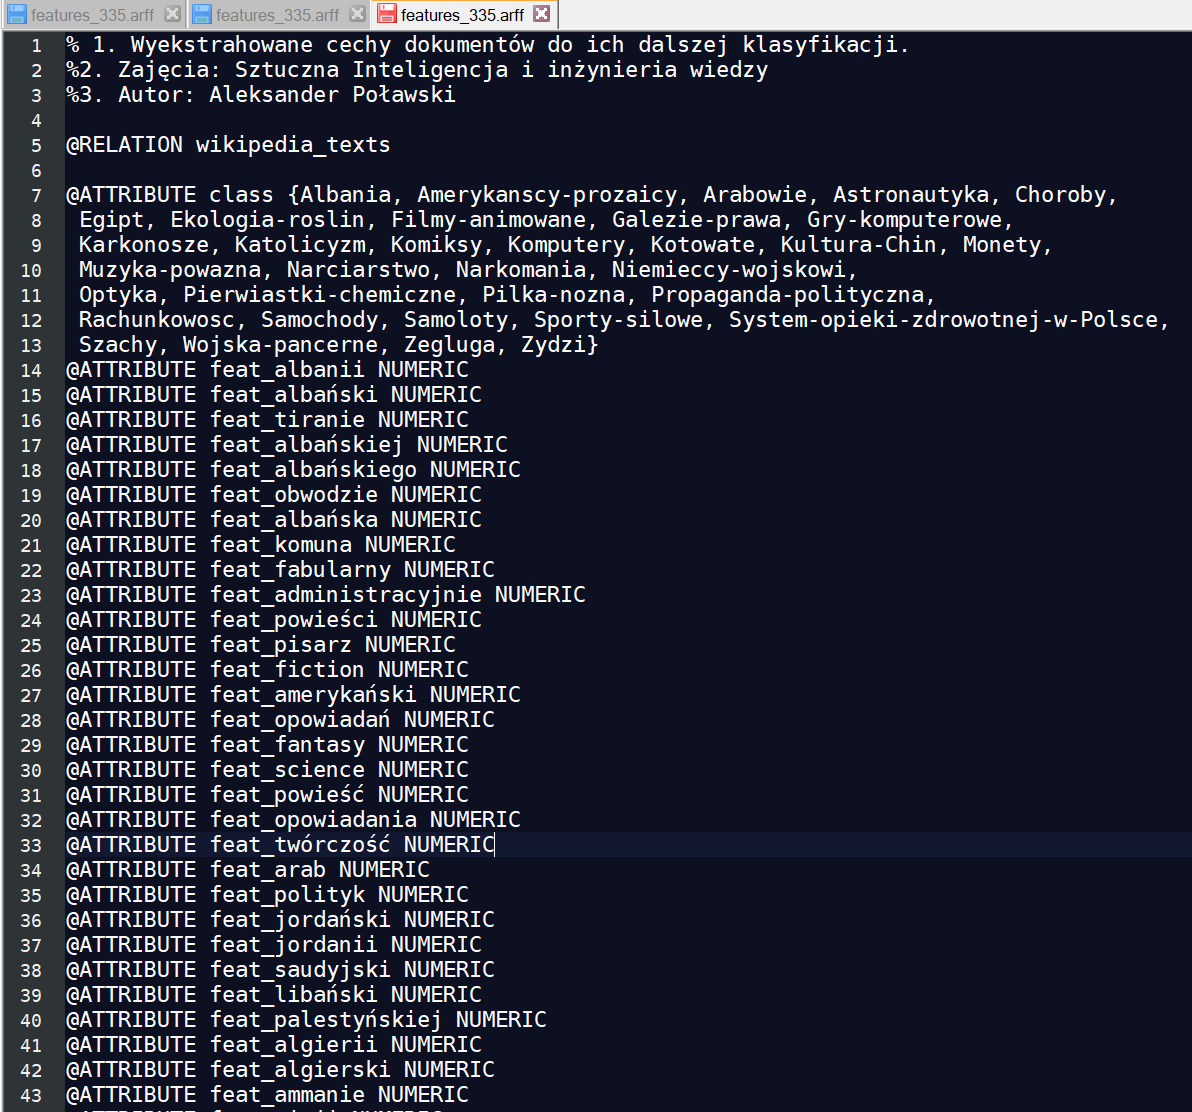 features_335.arff features_335.arff features_335.arff
1 % 1. Wyekstrahowane cechy dokumentów do ich dalszej klasyfikacji.
2 %2. Zajęcia: Sztuczna Inteligencja i inżynieria wiedzy
3 %3. Autor: Aleksander Poławski
4
5 @RELATION wikipedia_texts
6
7 @ATTRIBUTE class {Albania, Amerykanscy-prozaicy, Arabowie, Astronautyka, Choroby,
8 Egipt, Ekologia-roslin, Filmy-animowane, Galezie-prawa, Gry-komputerowe,
9 Karkonosze, Katolicyzm, Komiksy, Komputery, Kotowate, Kultura-Chin, Monety,
10 Muzyka-powazna, Narciarstwo, Narkomania, Niemieccy-wojskowi,
11 Optyka, Pierwiastki-chemiczne, Pilka-nozna, Propaganda-polityczna,
12 Rachunkowosc, Samochody, Samoloty, Sporty-silowe, System-opieki-zdrowotnej-w-Polsce,
13 Szachy, Wojska-pancerne, Zegluga, Zydzi}
14 @ATTRIBUTE feat_albanii NUMERIC
15 @ATTRIBUTE feat_albański NUMERIC
16 @ATTRIBUTE feat_tiranie NUMERIC
17 @ATTRIBUTE feat_albańskiej NUMERIC
18 @ATTRIBUTE feat_albańskiego NUMERIC
19 @ATTRIBUTE feat_obwodzie NUMERIC
20 @ATTRIBUTE feat_albańska NUMERIC
21 @ATTRIBUTE feat_komuna NUMERIC
22 @ATTRIBUTE feat_fabularny NUMERIC
23 @ATTRIBUTE feat_administracyjnie NUMERIC
24 @ATTRIBUTE feat_powieści NUMERIC
25 @ATTRIBUTE feat_pisarz NUMERIC
26 @ATTRIBUTE feat_fiction NUMERIC
27 @ATTRIBUTE feat_amerykański NUMERIC
28 @ATTRIBUTE feat_opowiadań NUMERIC
29 @ATTRIBUTE feat_fantasy NUMERIC
30 @ATTRIBUTE feat_science NUMERIC
31 @ATTRIBUTE feat_powieść NUMERIC
32 @ATTRIBUTE feat_opowiadania NUMERIC
33 @ATTRIBUTE feat_twórczość NUMERIC
34 @ATTRIBUTE feat_arab NUMERIC
35 @ATTRIBUTE feat_polityk NUMERIC
36 @ATTRIBUTE feat_jordański NUMERIC
37 @ATTRIBUTE feat_jordanii NUMERIC
38 @ATTRIBUTE feat_saudyjski NUMERIC
39 @ATTRIBUTE feat_libański NUMERIC
40 @ATTRIBUTE feat_palestyńskiej NUMERIC
41 @ATTRIBUTE feat_algierii NUMERIC
42 @ATTRIBUTE feat_algierski NUMERIC
43 @ATTRIBUTE feat_ammanie NUMERIC